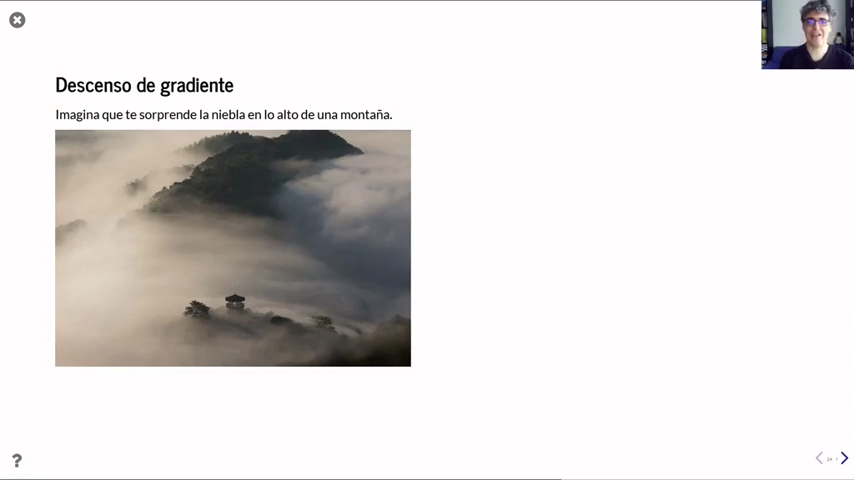 Descenso de gradiente
Imagina que te sorprende la niebla en lo alto de una montaña.
?